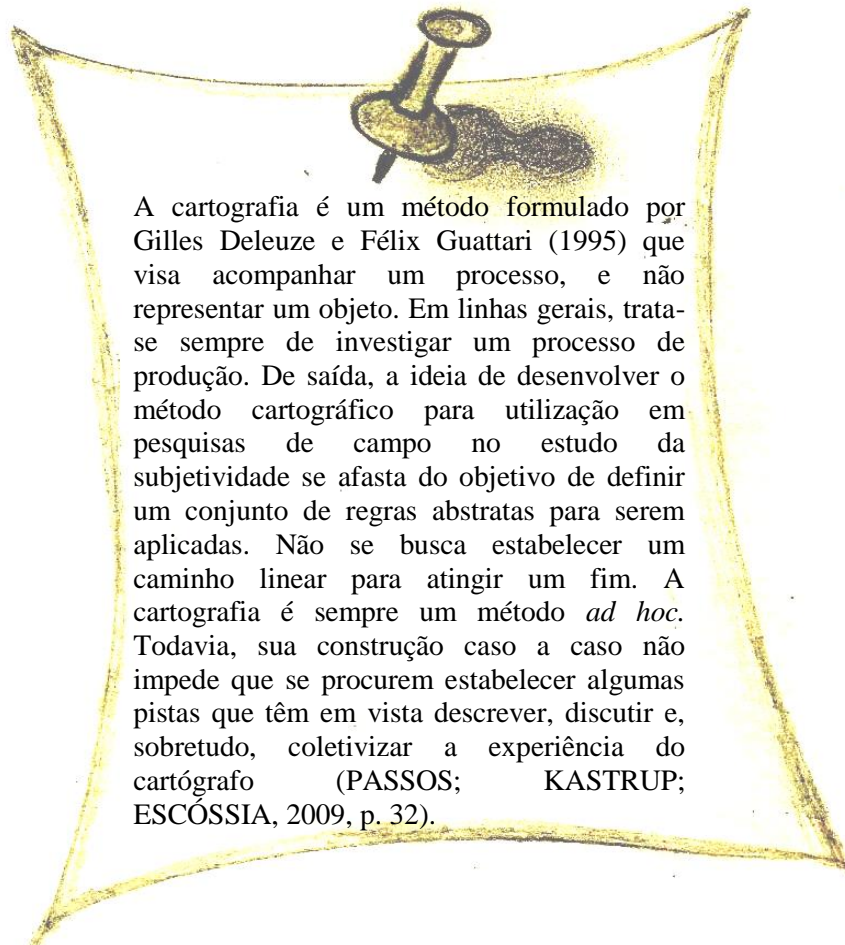 A cartografia é um método formulado por
Gilles Deleuze e Félix Guattari (1995) que
visa acompanhar um processo, e não
representar um objeto. Em linhas gerais, trata-
se sempre de investigar um processo de
produção. De saída, a ideia de desenvolver o
método cartográfico para utilização em
pesquisas de campo no estudo da
subjetividade se afasta do objetivo de definir
um conjunto de regras abstratas para serem
aplicadas. Não se busca estabelecer um
caminho linear para atingir um fim. A
cartografia é sempre um método ad hoc.
Todavia, sua construção caso a caso não
impede que se procurem estabelecer algumas
pistas que têm em vista descrever, discutir e,
sobretudo, coletivizar a experiência do
cartógrafo (PASSOS; KASTRUP;
ESCÓSSIA, 2009, p. 32).